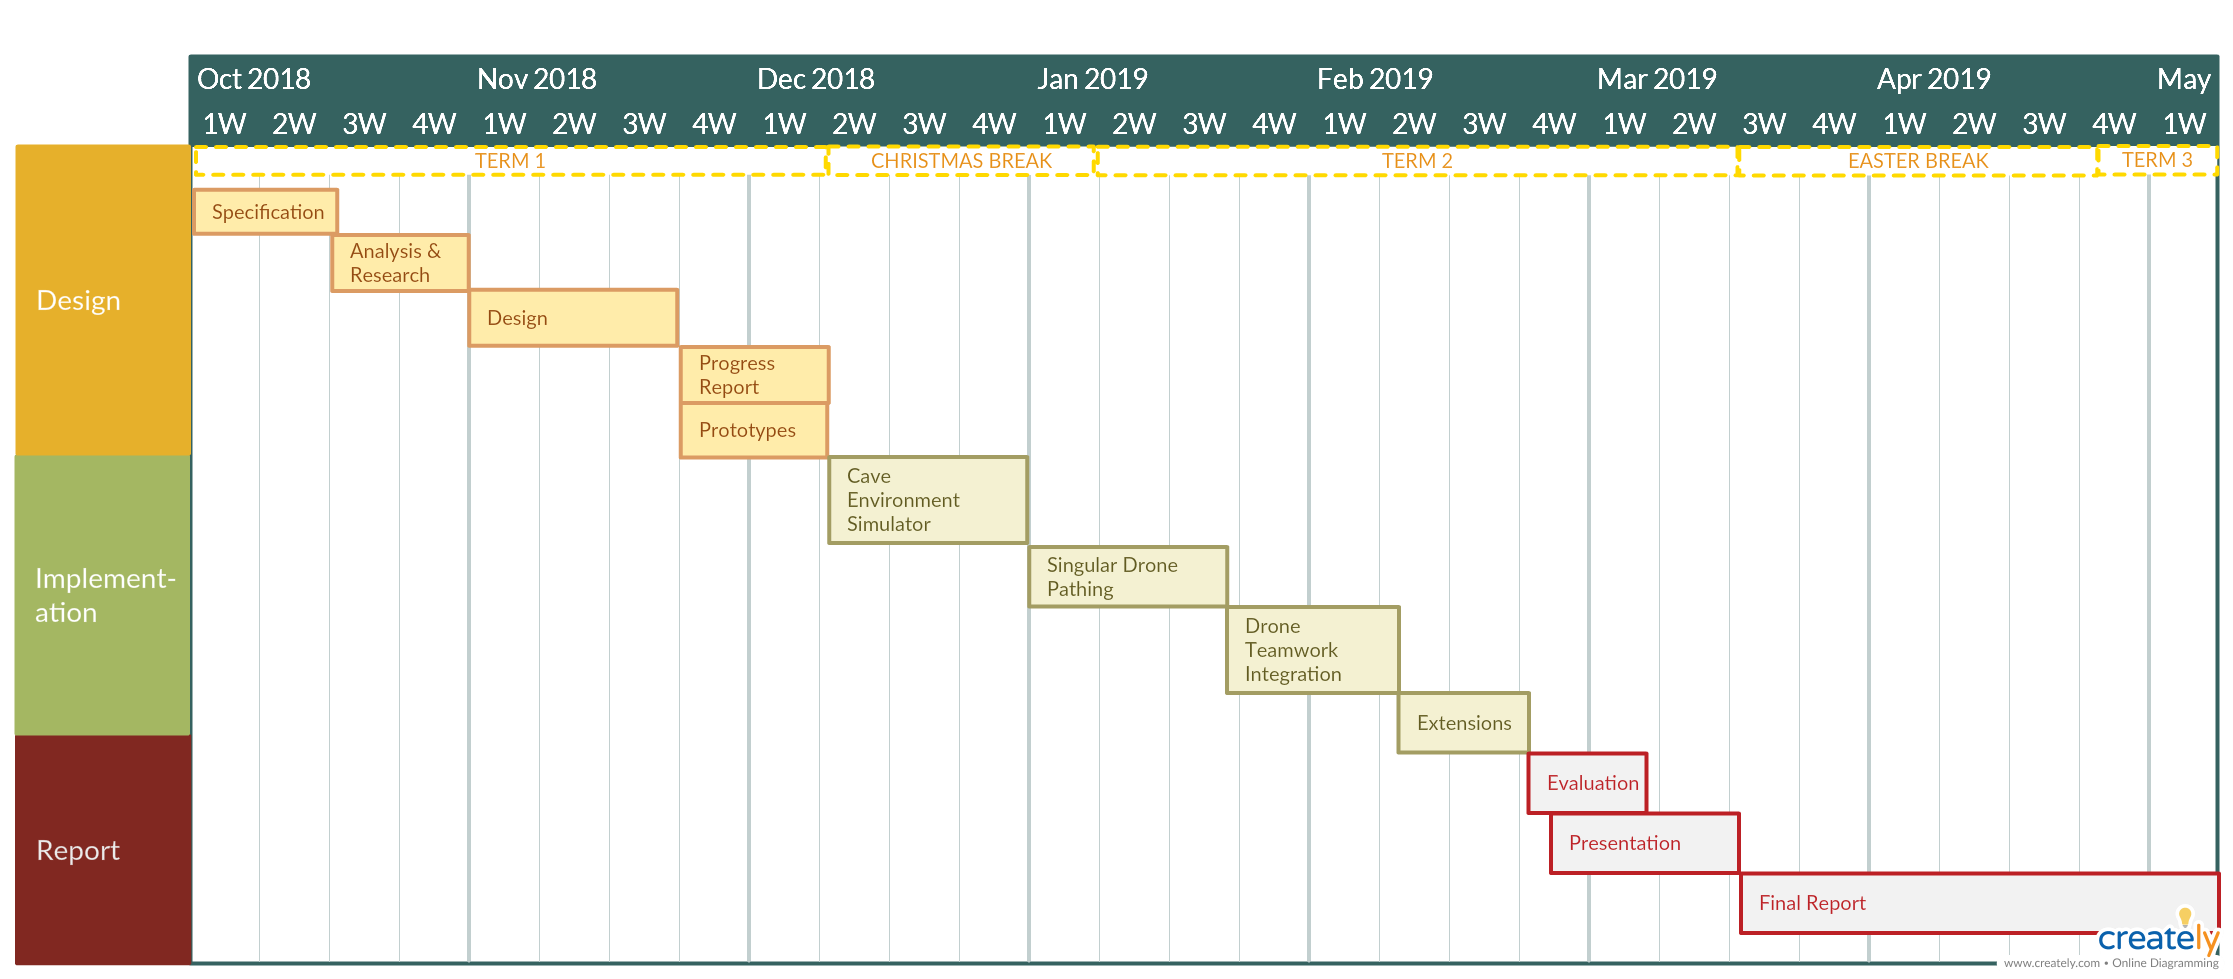 Oct 2018 Nov 2018 Dec 2018 Jan 2019 Feb 2019 Mar 2019 Apr 2019 May
1W 2W 3W 4W 1W 2W 3W 4W 1W 2W 3W 4W 1W 2W 3W 4W 1W 2W 3W 4W 1W 2W 3W 4W 1W 2W 3W 4W 1W
TERM 1 CHRISTMAS BREAK TERM 2 EASTER BREAK TERM 3
Design
Specification
Analysis &
Research
Design
Progress
Report
Prototypes
Implement-
ation
Cave
Environment
Simulator
Singular Drone
Pathing
Drone
Teamwork
Integration
Extensions
Report
Evaluation
Presentation
Final Report
creately
www.creately.com • Online Diagramming